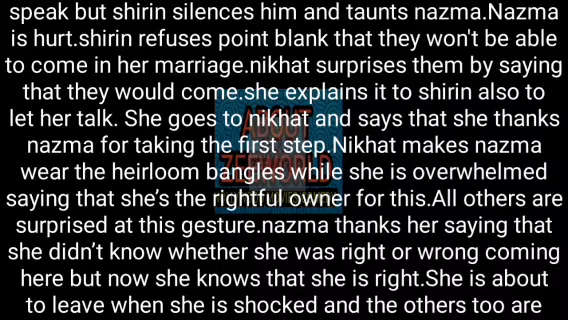 speak but shirin silences him and taunts nazma.Nazma
is hurt.shirin refuses point blank that they won't be able
to come in her marriage.nikhat surprises them by saying
that they would come.she explains it to shirin also to
let her talk. She goes to nikhat and says that she thanks
nazma for taking the first step.Nikhat makes nazma
wear the heirloom bangles while she is overwhelmed
saying that she’s the rightful owner for this.All others are
surprised at this gesture.nazma thanks her saying that
she didn’t know whether she was right or wrong coming
here but now she knows that she is right.She is about
to leave when she is shocked and the others too are
ABOUT
ZEEWORLD